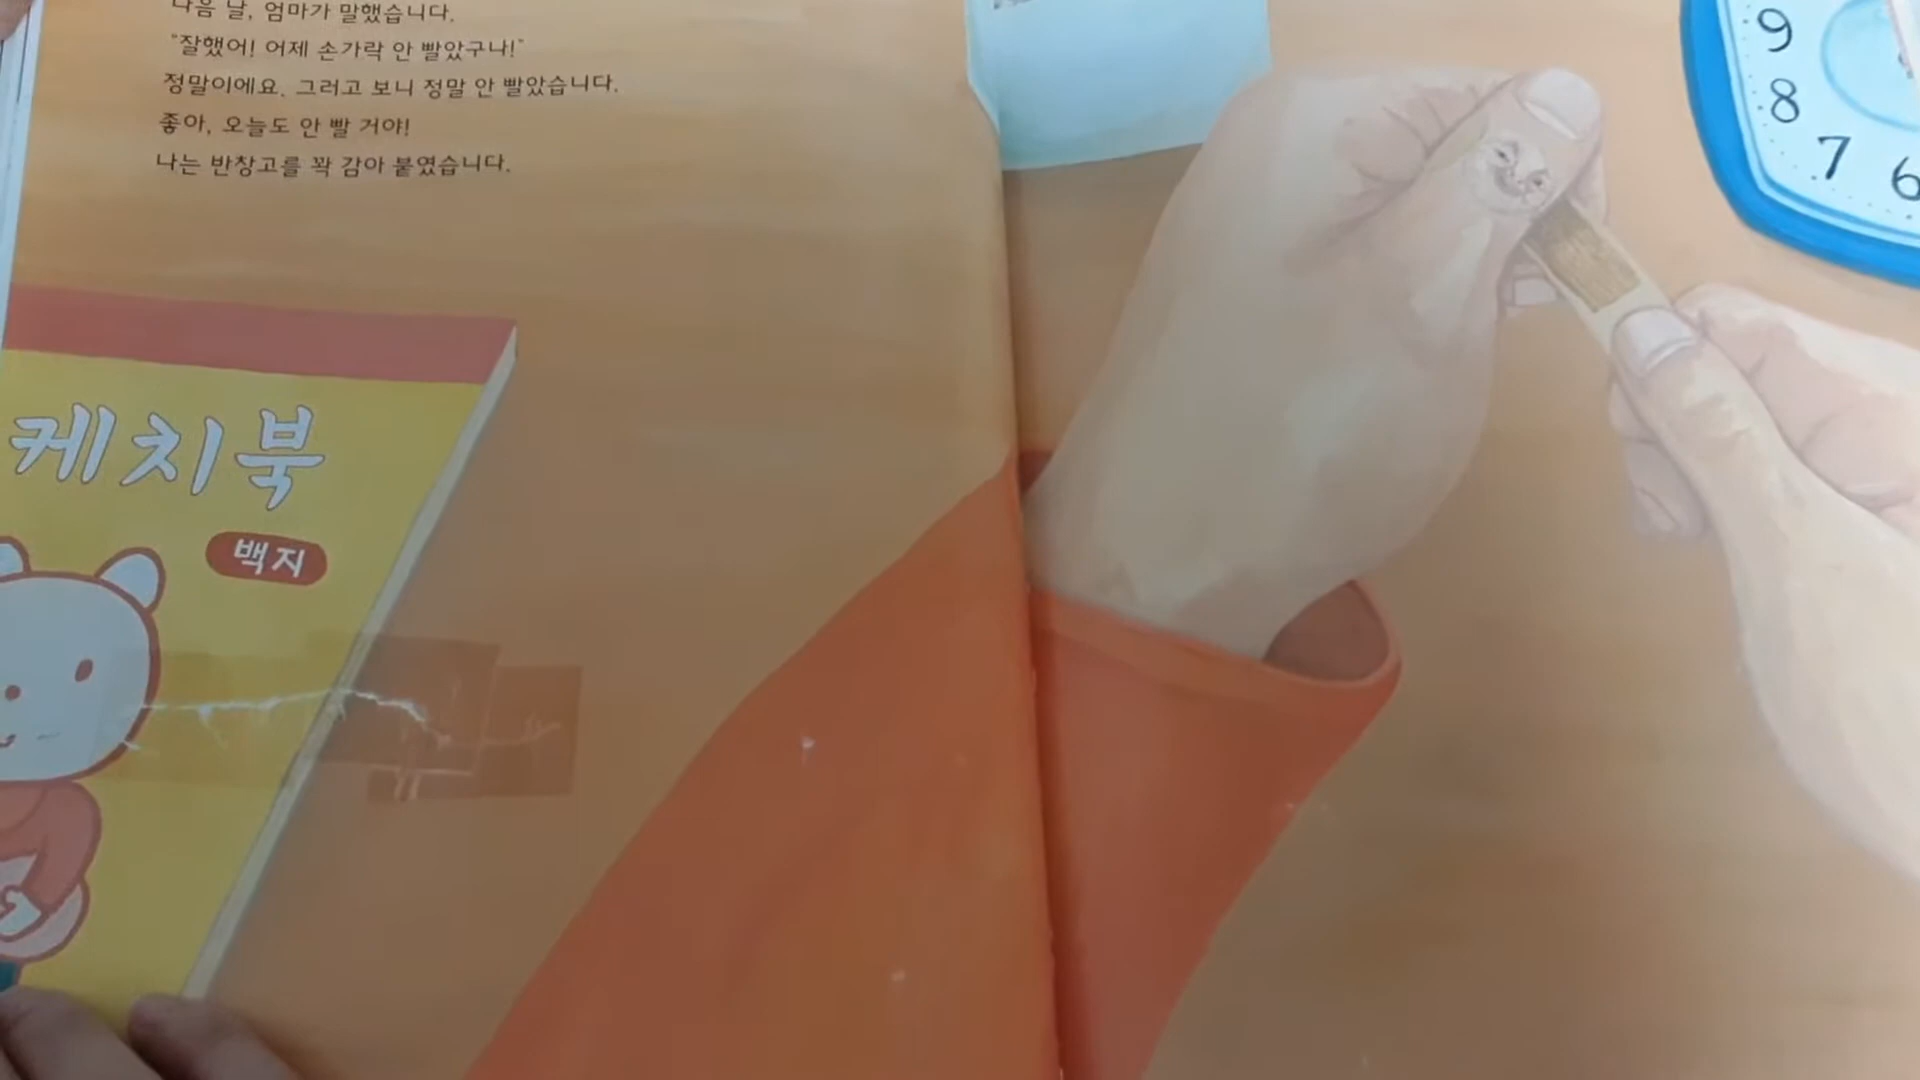 다음 날, 엄마가 말했습니다.
"잘했어! 어제 손가락 안 빨았구나!"
정말이에요. 그러고 보니 정말 안 빨았습니다.
좋아, 오늘도 안 빨 거야!
나는 반창고를 꽉 감아 붙였습니다.
케치북
백지
9
8
7
6